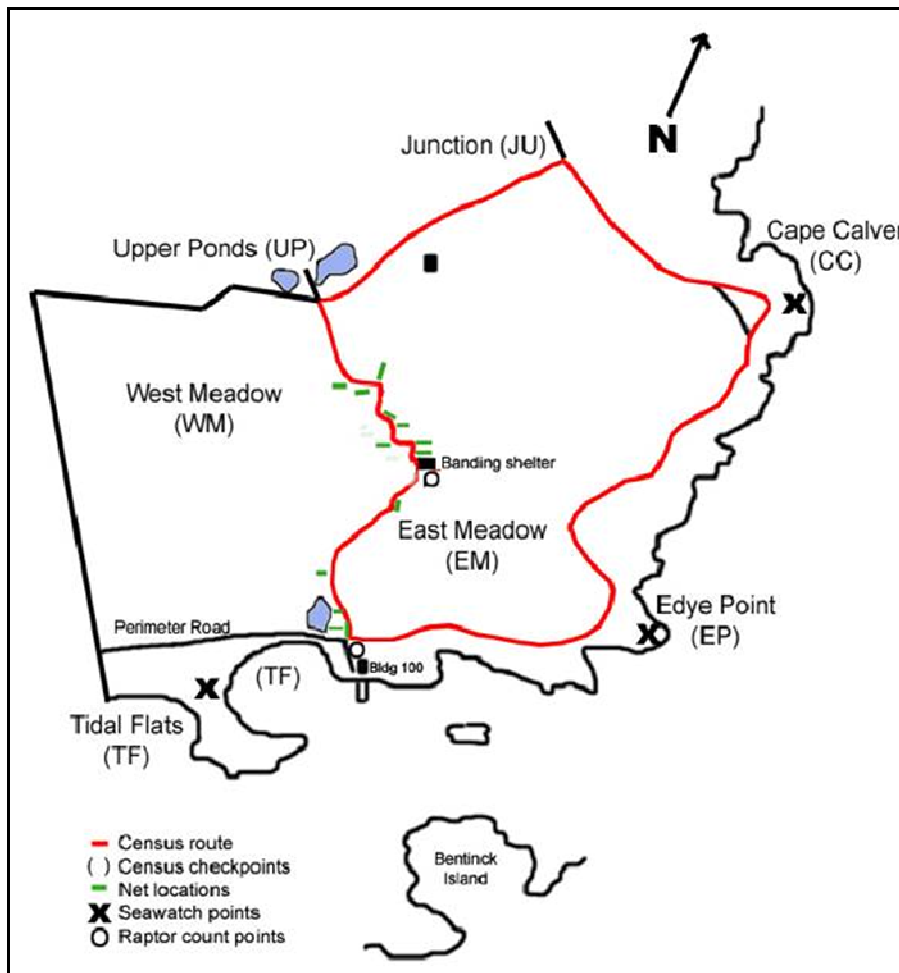 Junction (JU)
N
Cape Calver
(CC)
Upper Ponds (UP)
West Meadow
(WM)
Banding shelter
East Meadow
(EM)
Edye Point
(EP)
Perimeter Road
(TF)
Bldg 100
Tidal Flats
(TF)
Bentinck
Island
Census route
( ) Census checkpoints
Net locations
X Seawatch points
O Raptor count points